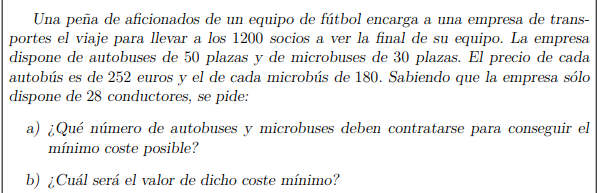 Una peña de aficionados de un equipo de fútbol encarga a una empresa de trans-
portes el viaje para llevar a los 1200 socios a ver la final de su equipo. La empresa
dispone de autobuses de 50 plazas y de microbuses de 30 plazas. El precio de cada
autobús es de 252 euros y el de cada microbús de 180. Sabiendo que la empresa sólo
dispone de 28 conductores, se pide:
a) ¿Qué número de autobuses y microbuses deben contratarse para conseguir el
mínimo coste posible?
b) ¿Cuál será el valor de dicho coste mínimo?